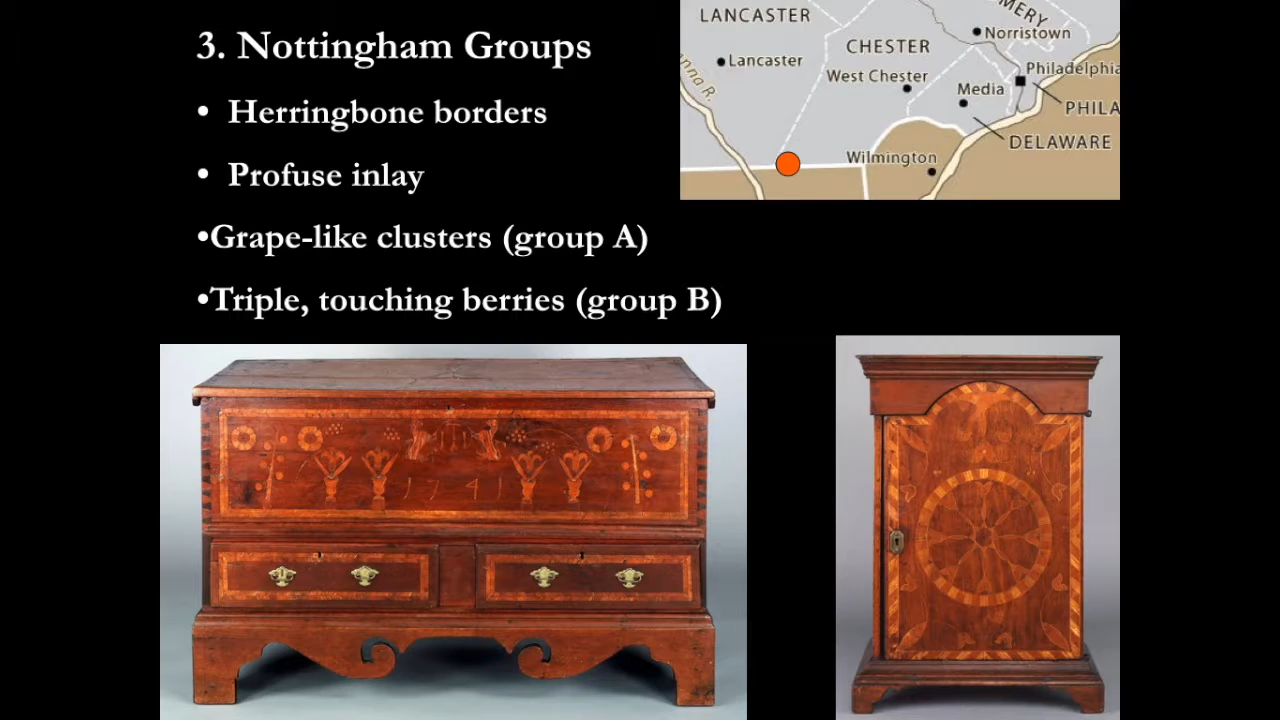 3. Nottingham Groups
• Herringbone borders
• Profuse inlay
•Grape-like clusters (group A)
•Triple, touching berries (group B)
LANCASTER
Norristown
CHESTER
Lancaster
Philadelphia
West Chester
Media
PHILA
DELAWARE
Wilmington
1741